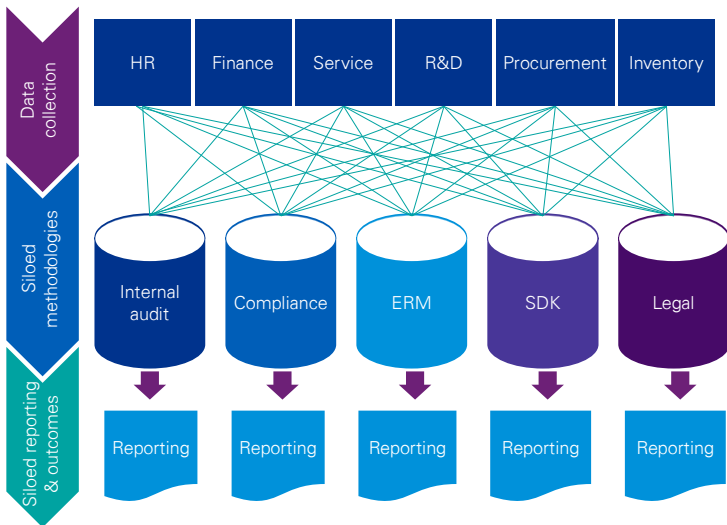 Data
collection
HR
Finance
Service
R&D
Procurement
Inventory
Siloed
methodologies
Internal
audit
Compliance
ERM
SDK
Legal
Siloed reporting
& outcomes
Reporting
Reporting
Reporting
Reporting
Reporting